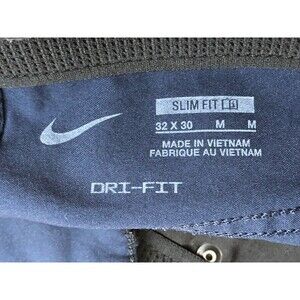 SLIM FIT
32 X 30 M M
MADE IN VIETNAM
FABRIQUE AU VIETNAM
DRI-FIT